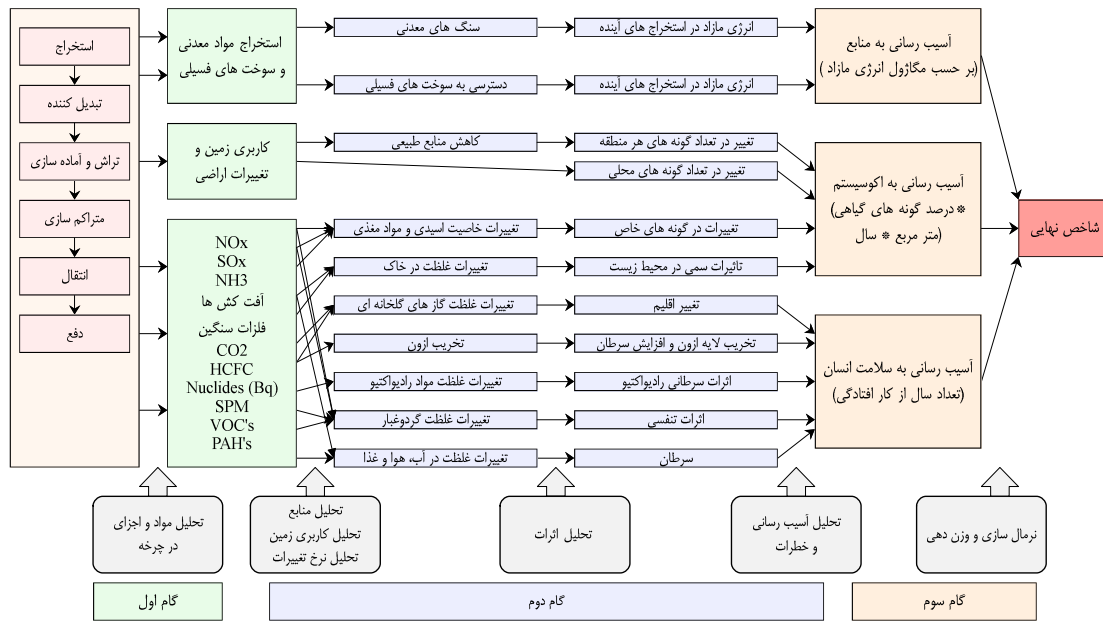 استخراج
تبدیل کننده
تراش و آماده سازی
متراکم سازی
انتقال
دفع
استخراج مواد معدنی
و سوخت های فسیلی
کاربری زمین و
تغییرات اراضی
NOx
SOx
NH3
آفت کش ها
فلزات سنگین
CO2
HCFC
Nuclides (Bq)
SPM
VOC's
PAH's
سنگ های معدنی
دسترسی به سوخت های فسیلی
کاهش منابع طبیعی
تغییرات خاصیت اسیدی و مواد مغذی
تغییرات غلظت در خاک
تغییرات غلظت گاز های گلخانه ای
تخریب ازون
تغییرات غلظت مواد رادیواکتیو
تغییرات غلظت گردوغبار
تغییرات غلظت در آب، هوا و غذا
انرژی مازاد در استخراج های آینده
انرژی مازاد در استخراج های آینده
تغییر در تعداد گونه های هر منطقه
تغییر در تعداد گونه های محلی
تغییرات در گونه های خاص
تاثیرات سمی در محیط زیست
تغییر اقلیم
تخریب لایه ازون و افزایش سرطان
اثرات سرطانی رادیواکتیو
اثرات تنفسی
سرطان
آسیب رسانی به منابع
(بر حسب مگاژول انرژی مازاد )
آسیب رسانی به اکوسیستم
*درصد گونه های گیاهی)
(متر مربع * سال
آسیب رسانی به سلامت انسان
(تعداد سال از کار افتادگی)
شاخص نهایی
تحلیل مواد و اجزای
در چرخه
تحلیل منابع
تحلیل کاربری زمین
تحلیل نرخ تغییرات
تحلیل اثرات
تحلیل آسیب رسانی
و خطرات
نرمال سازی و وزن دهی
گام اول
گام دوم
گام سوم